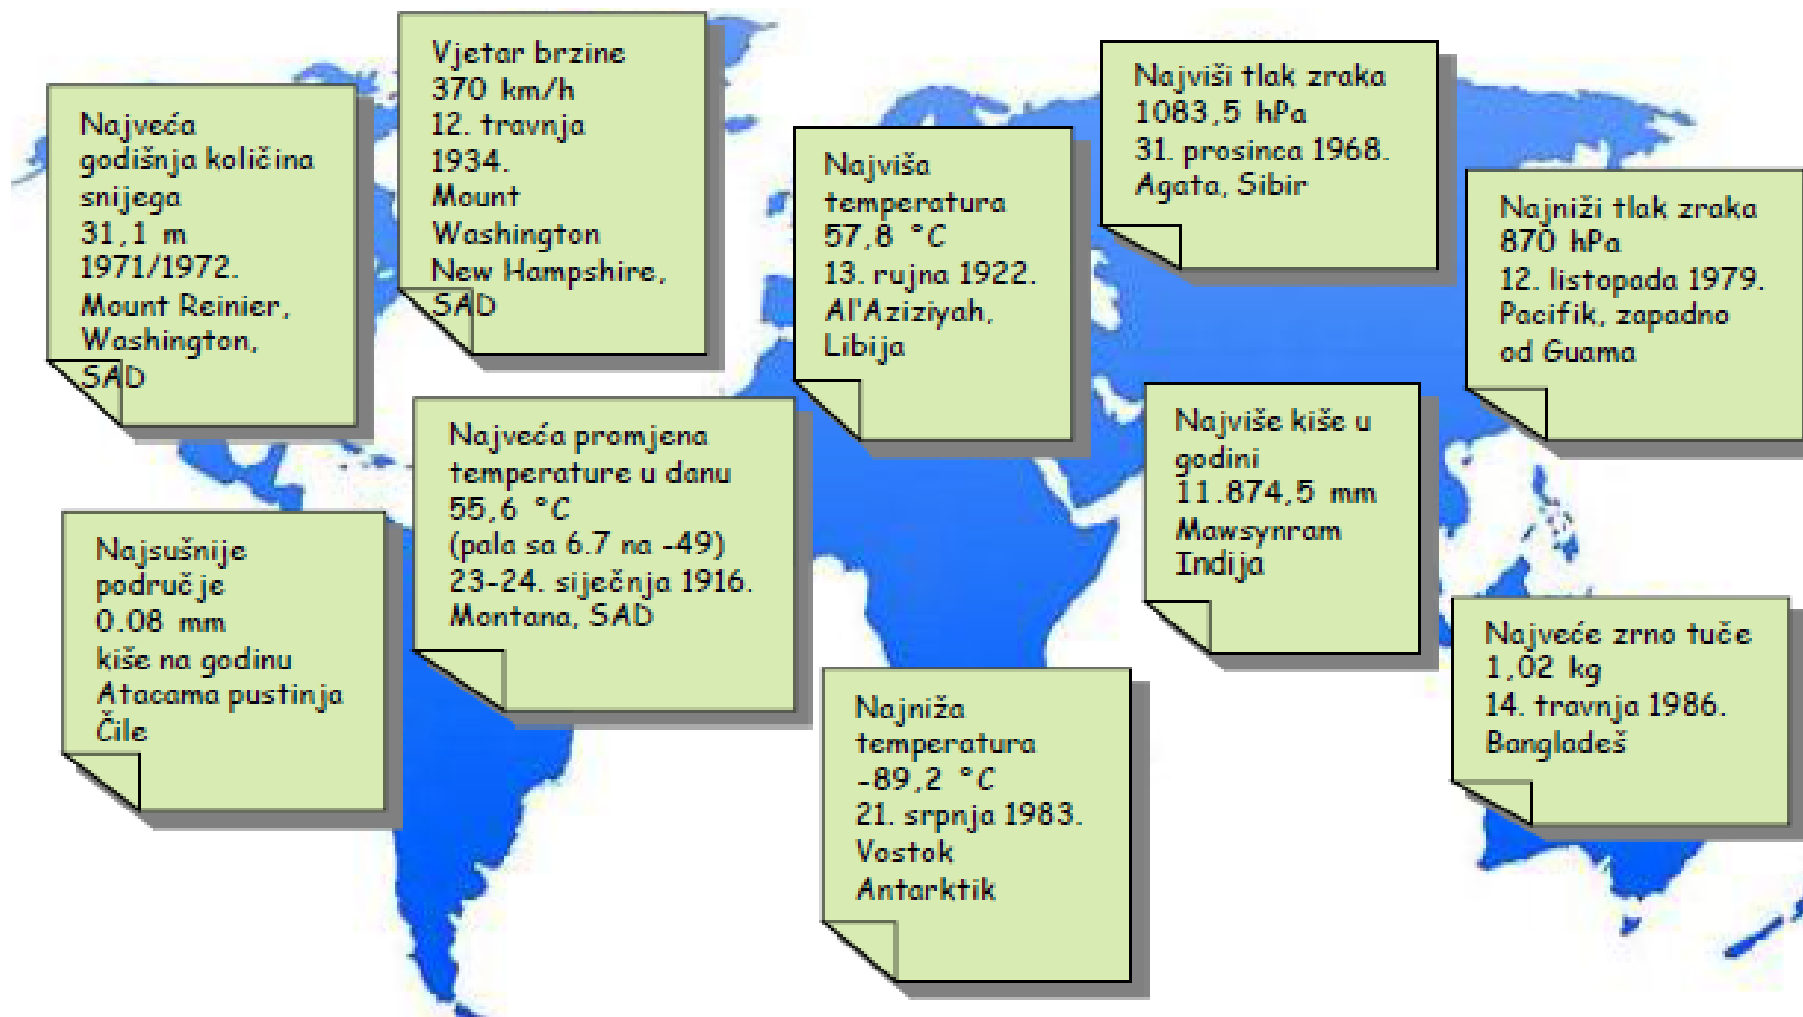 Najveća
godišnja količina
snijega
31,1 m
1971/1972.
Mount Reinier,
Washington,
SAD
Vjetar brzine
370 km/h
12. travnja
1934.
Mount
Washington
New Hampshire,
SAD
Najviša
temperatura
57,8 °C
13. rujna 1922.
Al'Aziziyah,
Libija
Najviši tlak zraka
1083,5 hPa
31. prosinca 1968.
Agata, Sibir
Najniži tlak zraka
870 hPa
12. listopada 1979.
Pacifik, zapadno
od Guama
Najveća promjena
temperature u danu
55,6 °C
(pala sa 6.7 na -49)
23-24. siječnja 1916.
Montana, SAD
Najviše kiše u
godini
11.874,5 mm
Mawsynram
Indija
Najsušnije
područje
0.08 mm
kiše na godinu
Atacama pustinja
Čile
Najniža
temperatura
-89,2 °C
21. srpnja 1983.
Vostok
Antarktik
Najveće zrno tuče
1,02 kg
14. travnja 1986.
Bangladeš